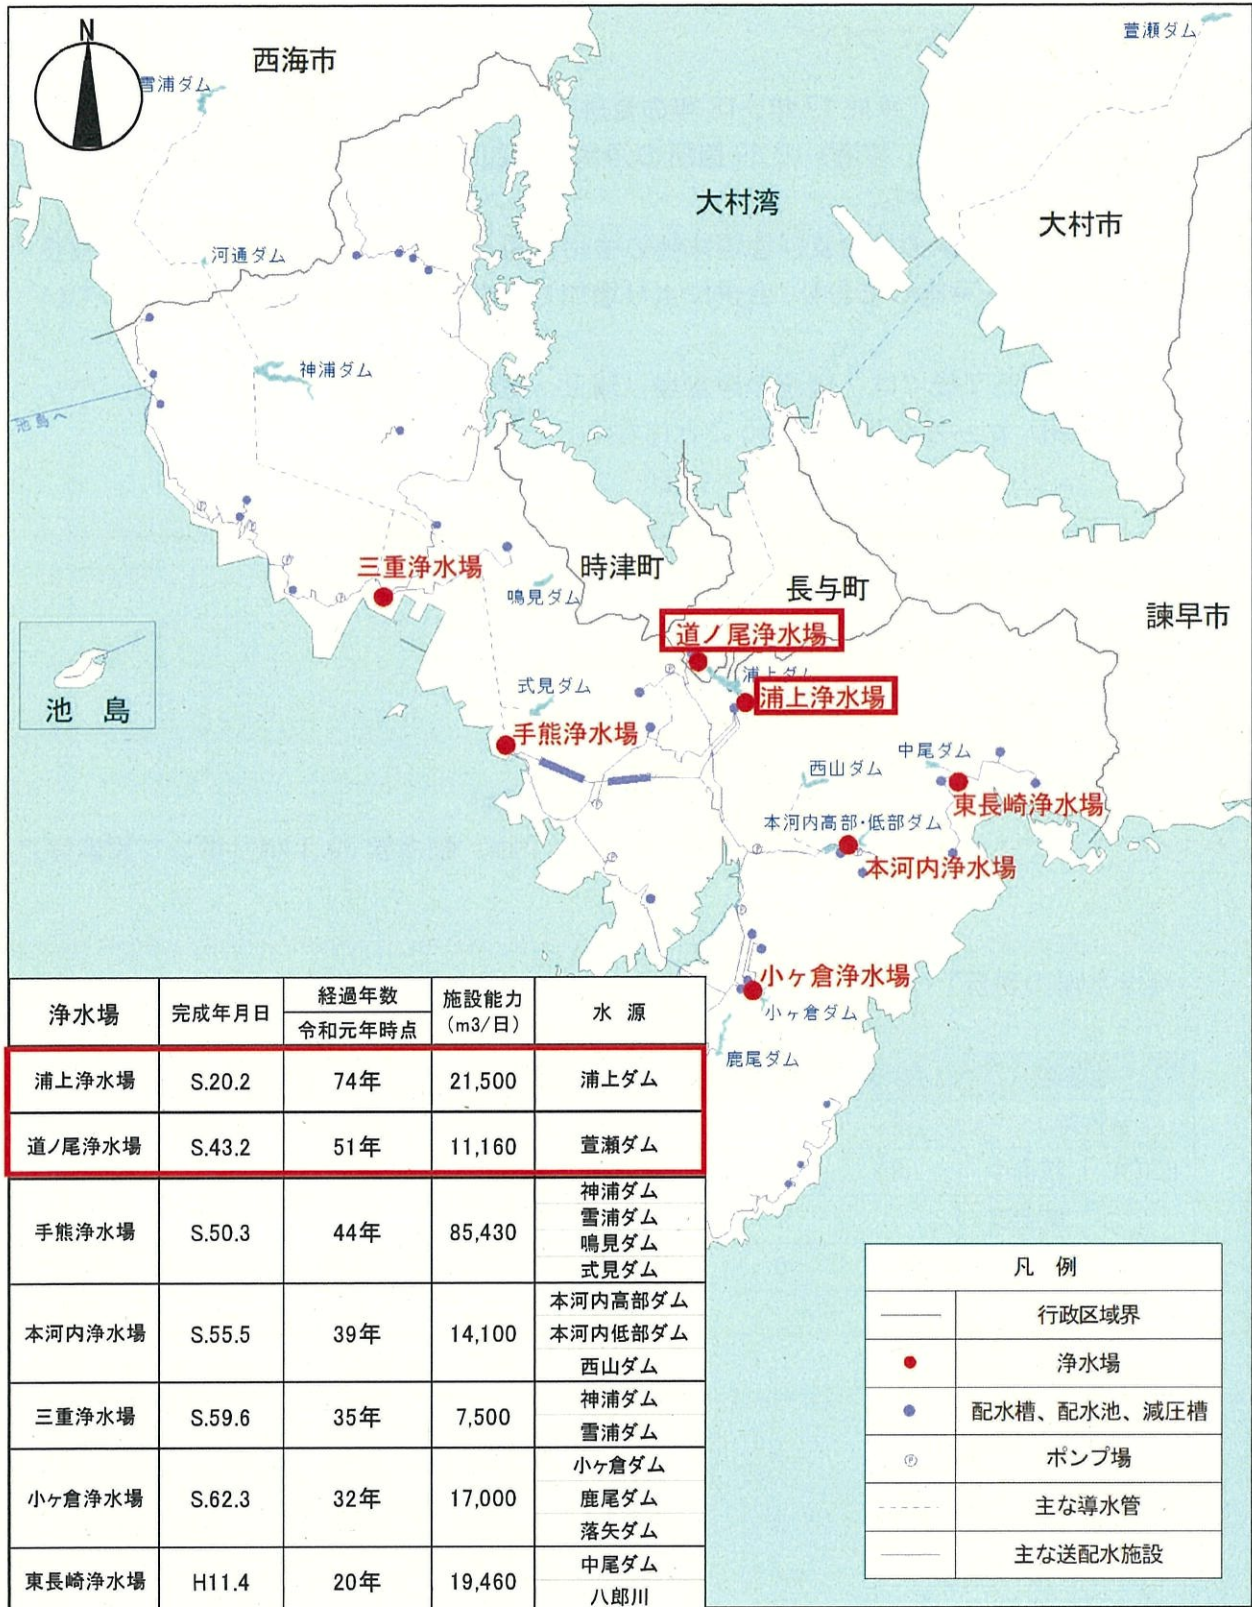 N
西海市
雪浦ダム
萱瀬ダム
大村湾
大村市
河通ダム
神浦ダム
池島へ
三重浄水場
時津町
鳴見ダム
長与町
諫早市
道ノ尾浄水場
浦上ダム
浦上浄水場
池 島
式見ダム
手熊浄水場
西山ダム
中尾ダム
東長崎浄水場
本河内高部・低部ダム
本河内浄水場
小ヶ倉浄水場
小ヶ倉ダム
鹿尾ダム
浄水場 完成年月日 経過年数 令和元年時点 施設能力 (m3/日) 水 源
浦上浄水場 S.20.2 74年 21,500 浦上ダム
道ノ尾浄水場 S.43.2 51年 11,160 萱瀬ダム
手熊浄水場 S.50.3 44年 85,430 神浦ダム
雪浦ダム
鳴見ダム
式見ダム
本河内浄水場 S.55.5 39年 14,100 本河内高部ダム
本河内低部ダム
西山ダム
三重浄水場 S.59.6 35年 7,500 神浦ダム
雪浦ダム
小ヶ倉浄水場 S.62.3 32年 17,000 小ヶ倉ダム
鹿尾ダム
落矢ダム
東長崎浄水場 H11.4 20年 19,460 中尾ダム
八郎川
凡 例
行政区域界
浄水場
配水槽、配水池、減圧槽
Ⓟ ポンプ場
主な導水管
主な送配水施設